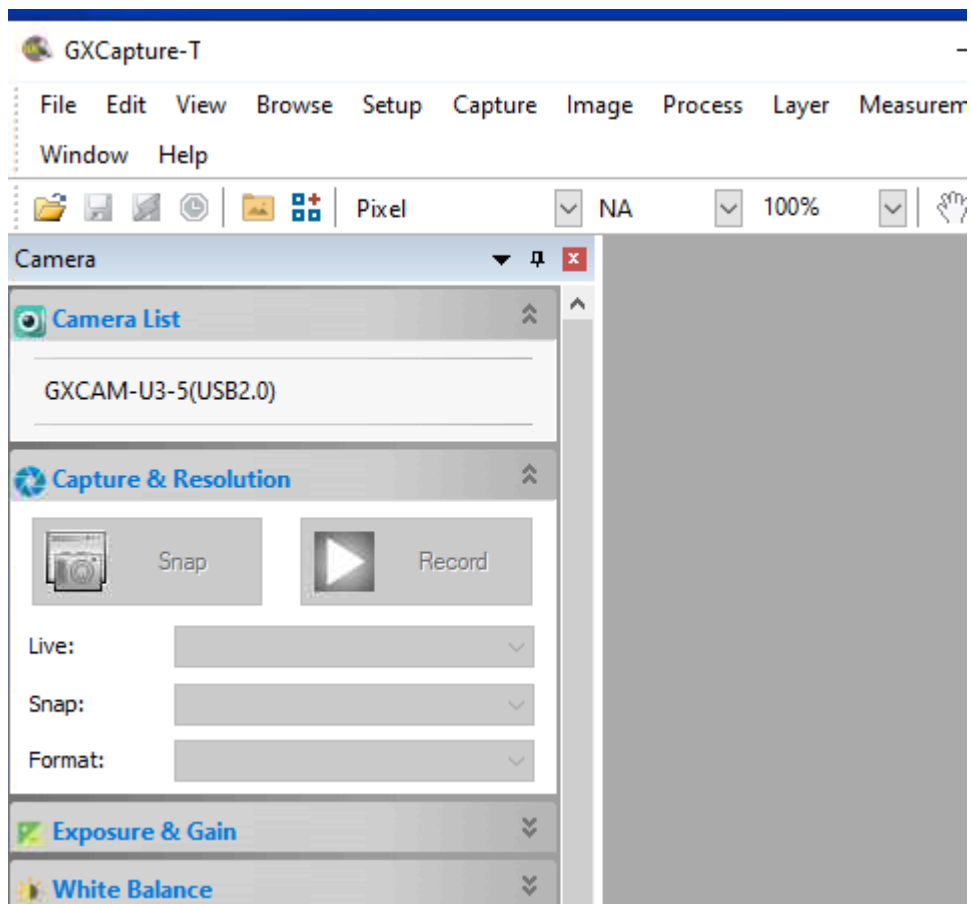 GXCapture-T
File Edit View Browse Setup Capture Image Process Layer Measurem
Window Help
Pixel NA 100%
Camera
Camera List
GXCAM-U3-5(USB2.0)
Capture & Resolution
Snap Record
Live:
Snap:
Format:
Exposure & Gain
White Balance